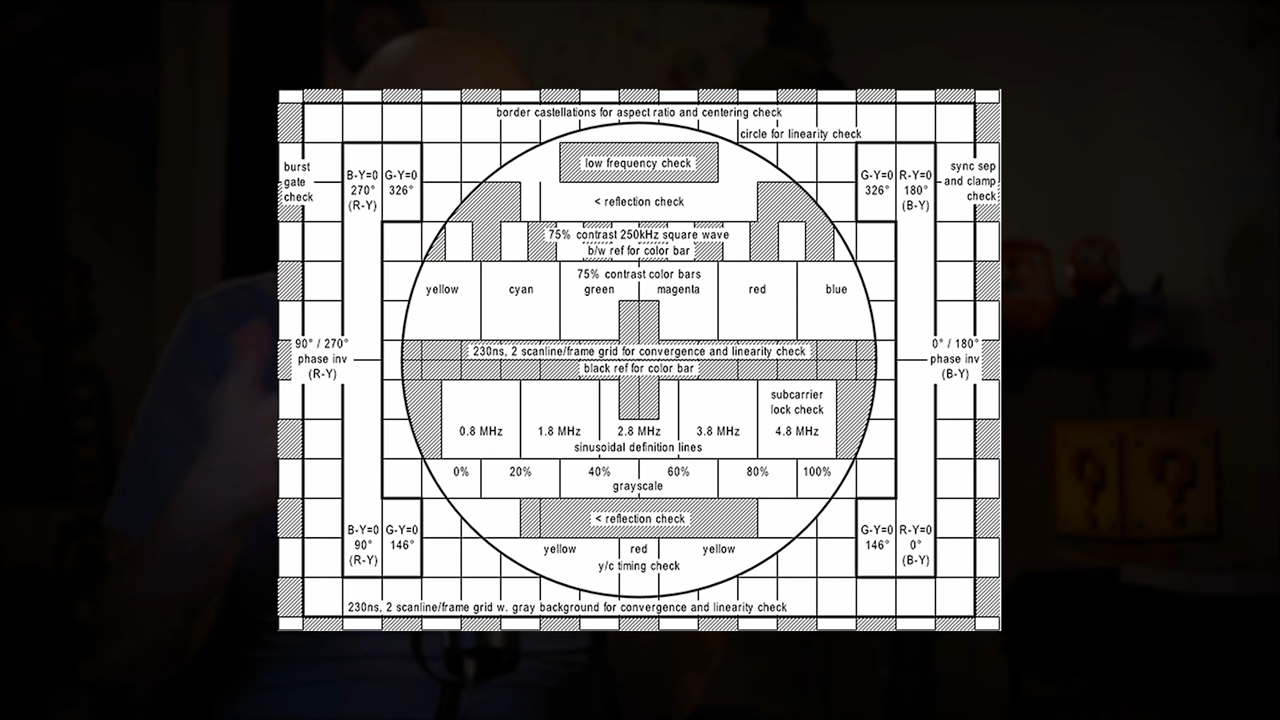 border castellations for aspect ratio and centering check
circle for linearity check
burst
gate
check
B-Y=0
270°
(R-Y)
G-Y=0
326°
low frequency check
G-Y=0
326°
R-Y=0
180°
(B-Y)
sync sep
and clamp
check
< reflection check
75% contrast 250kHz square wave
b/w ref for color bar
75% contrast color bars
yellow
cyan
green
magenta
red
blue
90° / 270°
phase inv
(R-Y)
230ns, 2 scanline/frame grid for convergence and linearity check
black ref for color bar
0° / 180°
phase inv
(B-Y)
subcarrier
lock check
0.8 MHz
1.8 MHz
2.8 MHz
3.8 MHz
4.8 MHz
sinusoidal definition lines
0%
20%
40%
60%
80%
100%
grayscale
< reflection check
B-Y=0
90°
(R-Y)
G-Y=0
146°
G-Y=0
146°
R-Y=0
0°
(B-Y)
yellow
red
yellow
y/c timing check
230ns, 2 scanline/frame grid w. gray background for convergence and linearity check